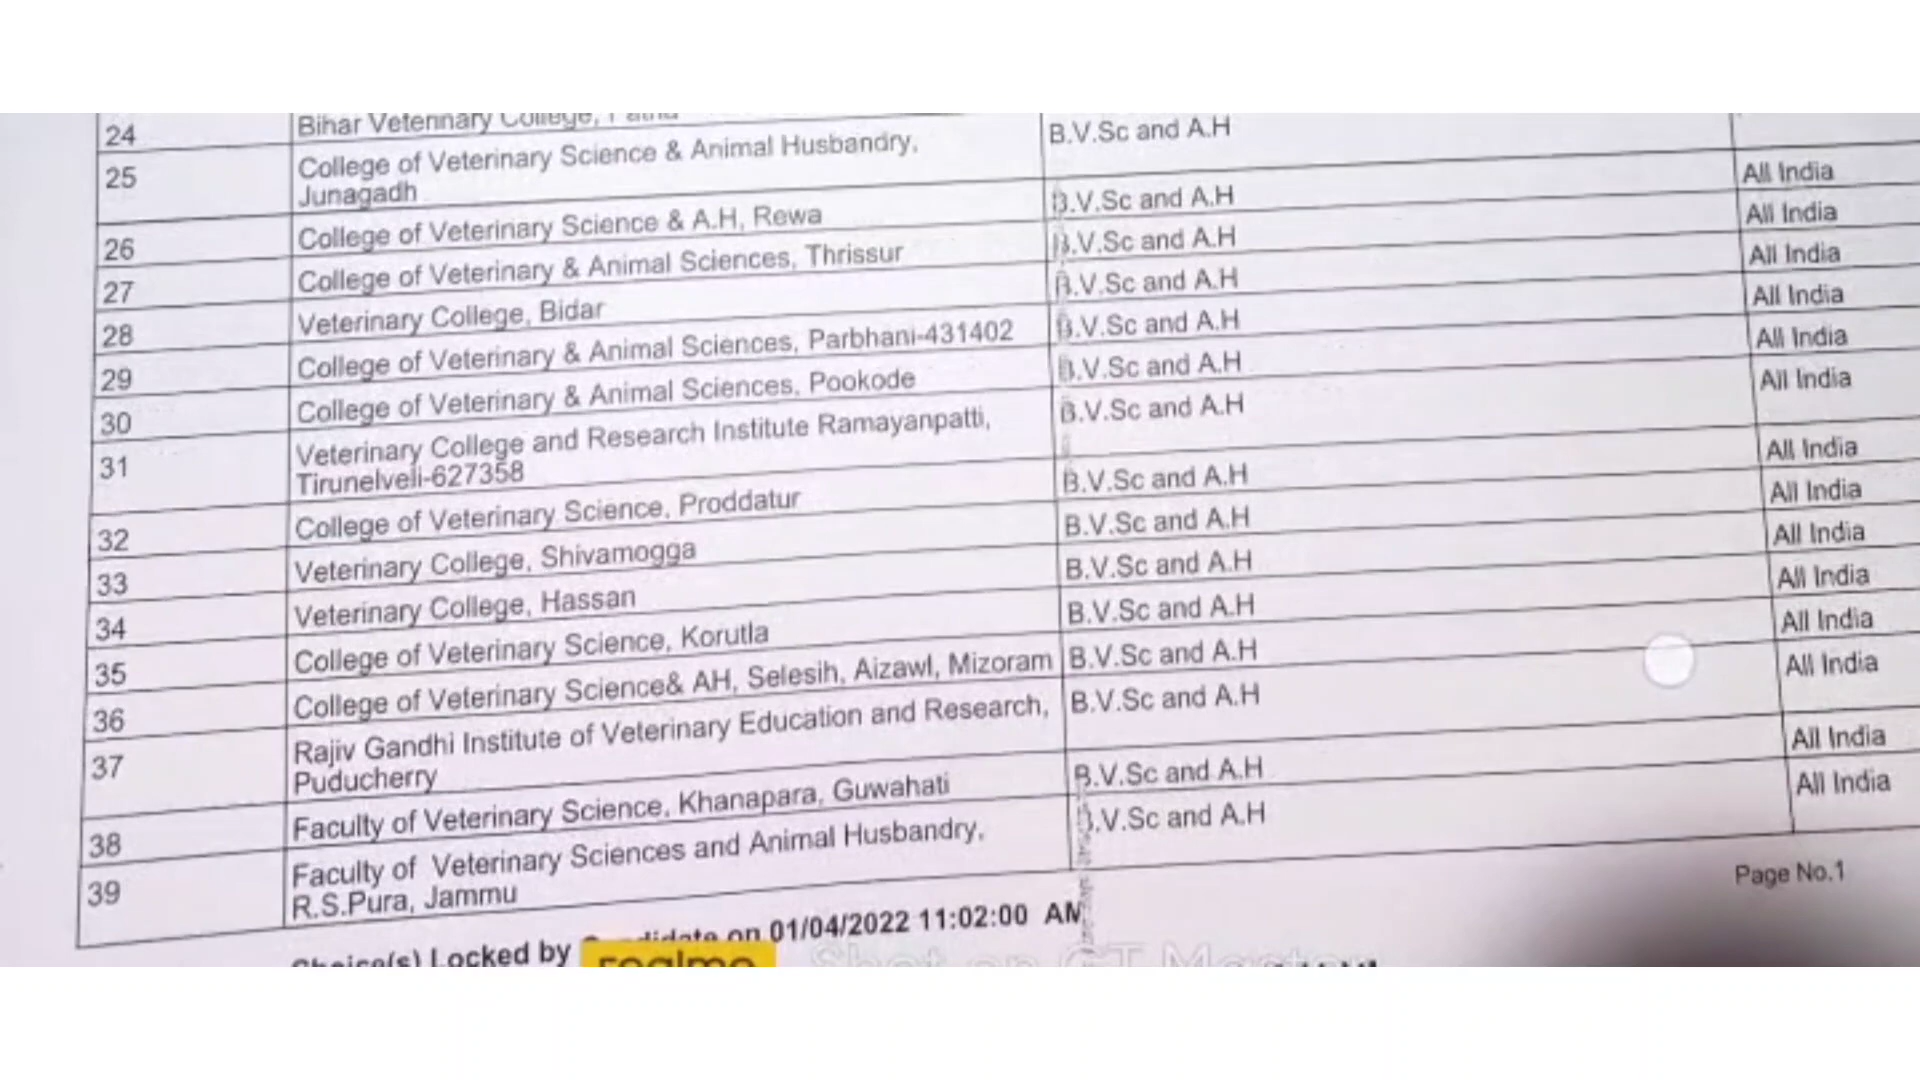 24 Bihar Veterinary College, Patna B.V.Sc and A.H
25 College of Veterinary Science & Animal Husbandry,
Junagadh B.V.Sc and A.H All India
26 College of Veterinary Science & A.H, Rewa B.V.Sc and A.H All India
27 College of Veterinary & Animal Sciences, Thrissur B.V.Sc and A.H All India
28 Veterinary College, Bidar B.V.Sc and A.H All India
29 College of Veterinary & Animal Sciences, Parbhani-431402 B.V.Sc and A.H All India
30 College of Veterinary & Animal Sciences, Pookode B.V.Sc and A.H All India
31 Veterinary College and Research Institute Ramayanpatti,
Tirunelveli-627358 B.V.Sc and A.H All India
32 College of Veterinary Science, Proddatur B.V.Sc and A.H All India
33 Veterinary College, Shivamogga B.V.Sc and A.H All India
34 Veterinary College, Hassan B.V.Sc and A.H All India
35 College of Veterinary Science, Korutla B.V.Sc and A.H All India
36 College of Veterinary Science& AH, Selesih, Aizawl, Mizoram B.V.Sc and A.H All India
37 Rajiv Gandhi Institute of Veterinary Education and Research,
Puducherry B.V.Sc and A.H All India
38 Faculty of Veterinary Science, Khanapara, Guwahati B.V.Sc and A.H All India
39 Faculty of Veterinary Sciences and Animal Husbandry,
R.S.Pura, Jammu
Page No.1
Choice(s) Locked by Candidate on 01/04/2022 11:02:00 AM
realme Shot on GT Master